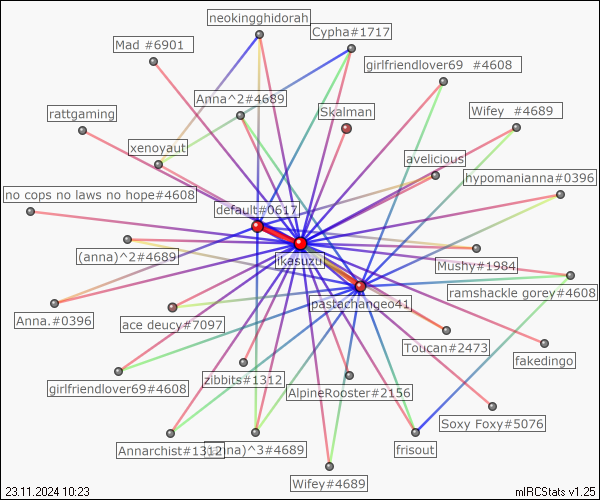 neokingghidorah
Cypha#1717
Mad #6901
girlfriendlover69 #4608
Anna^2#4689
Skalman
Wifey #4689
rattgaming
xenoyaut
avelicious
hypomanianna#0396
no cops no laws no hope#4608
default#0617
(anna)^2#4689
ikasuzu
Mushy#1984
ramshackle gorey#4608
pastachangeo41
Anna.#0396
ace deucy#7097
Toucan#2473
fakedingo
zibbits#1312
girlfriendlover69#4608
AlpineRooster#2156
Soxy Foxy#5076
Annarchist#1312
nna)^3#4689
frisout
Wifey#4689
23.11.2024 10:23
mIRCStats v1.25